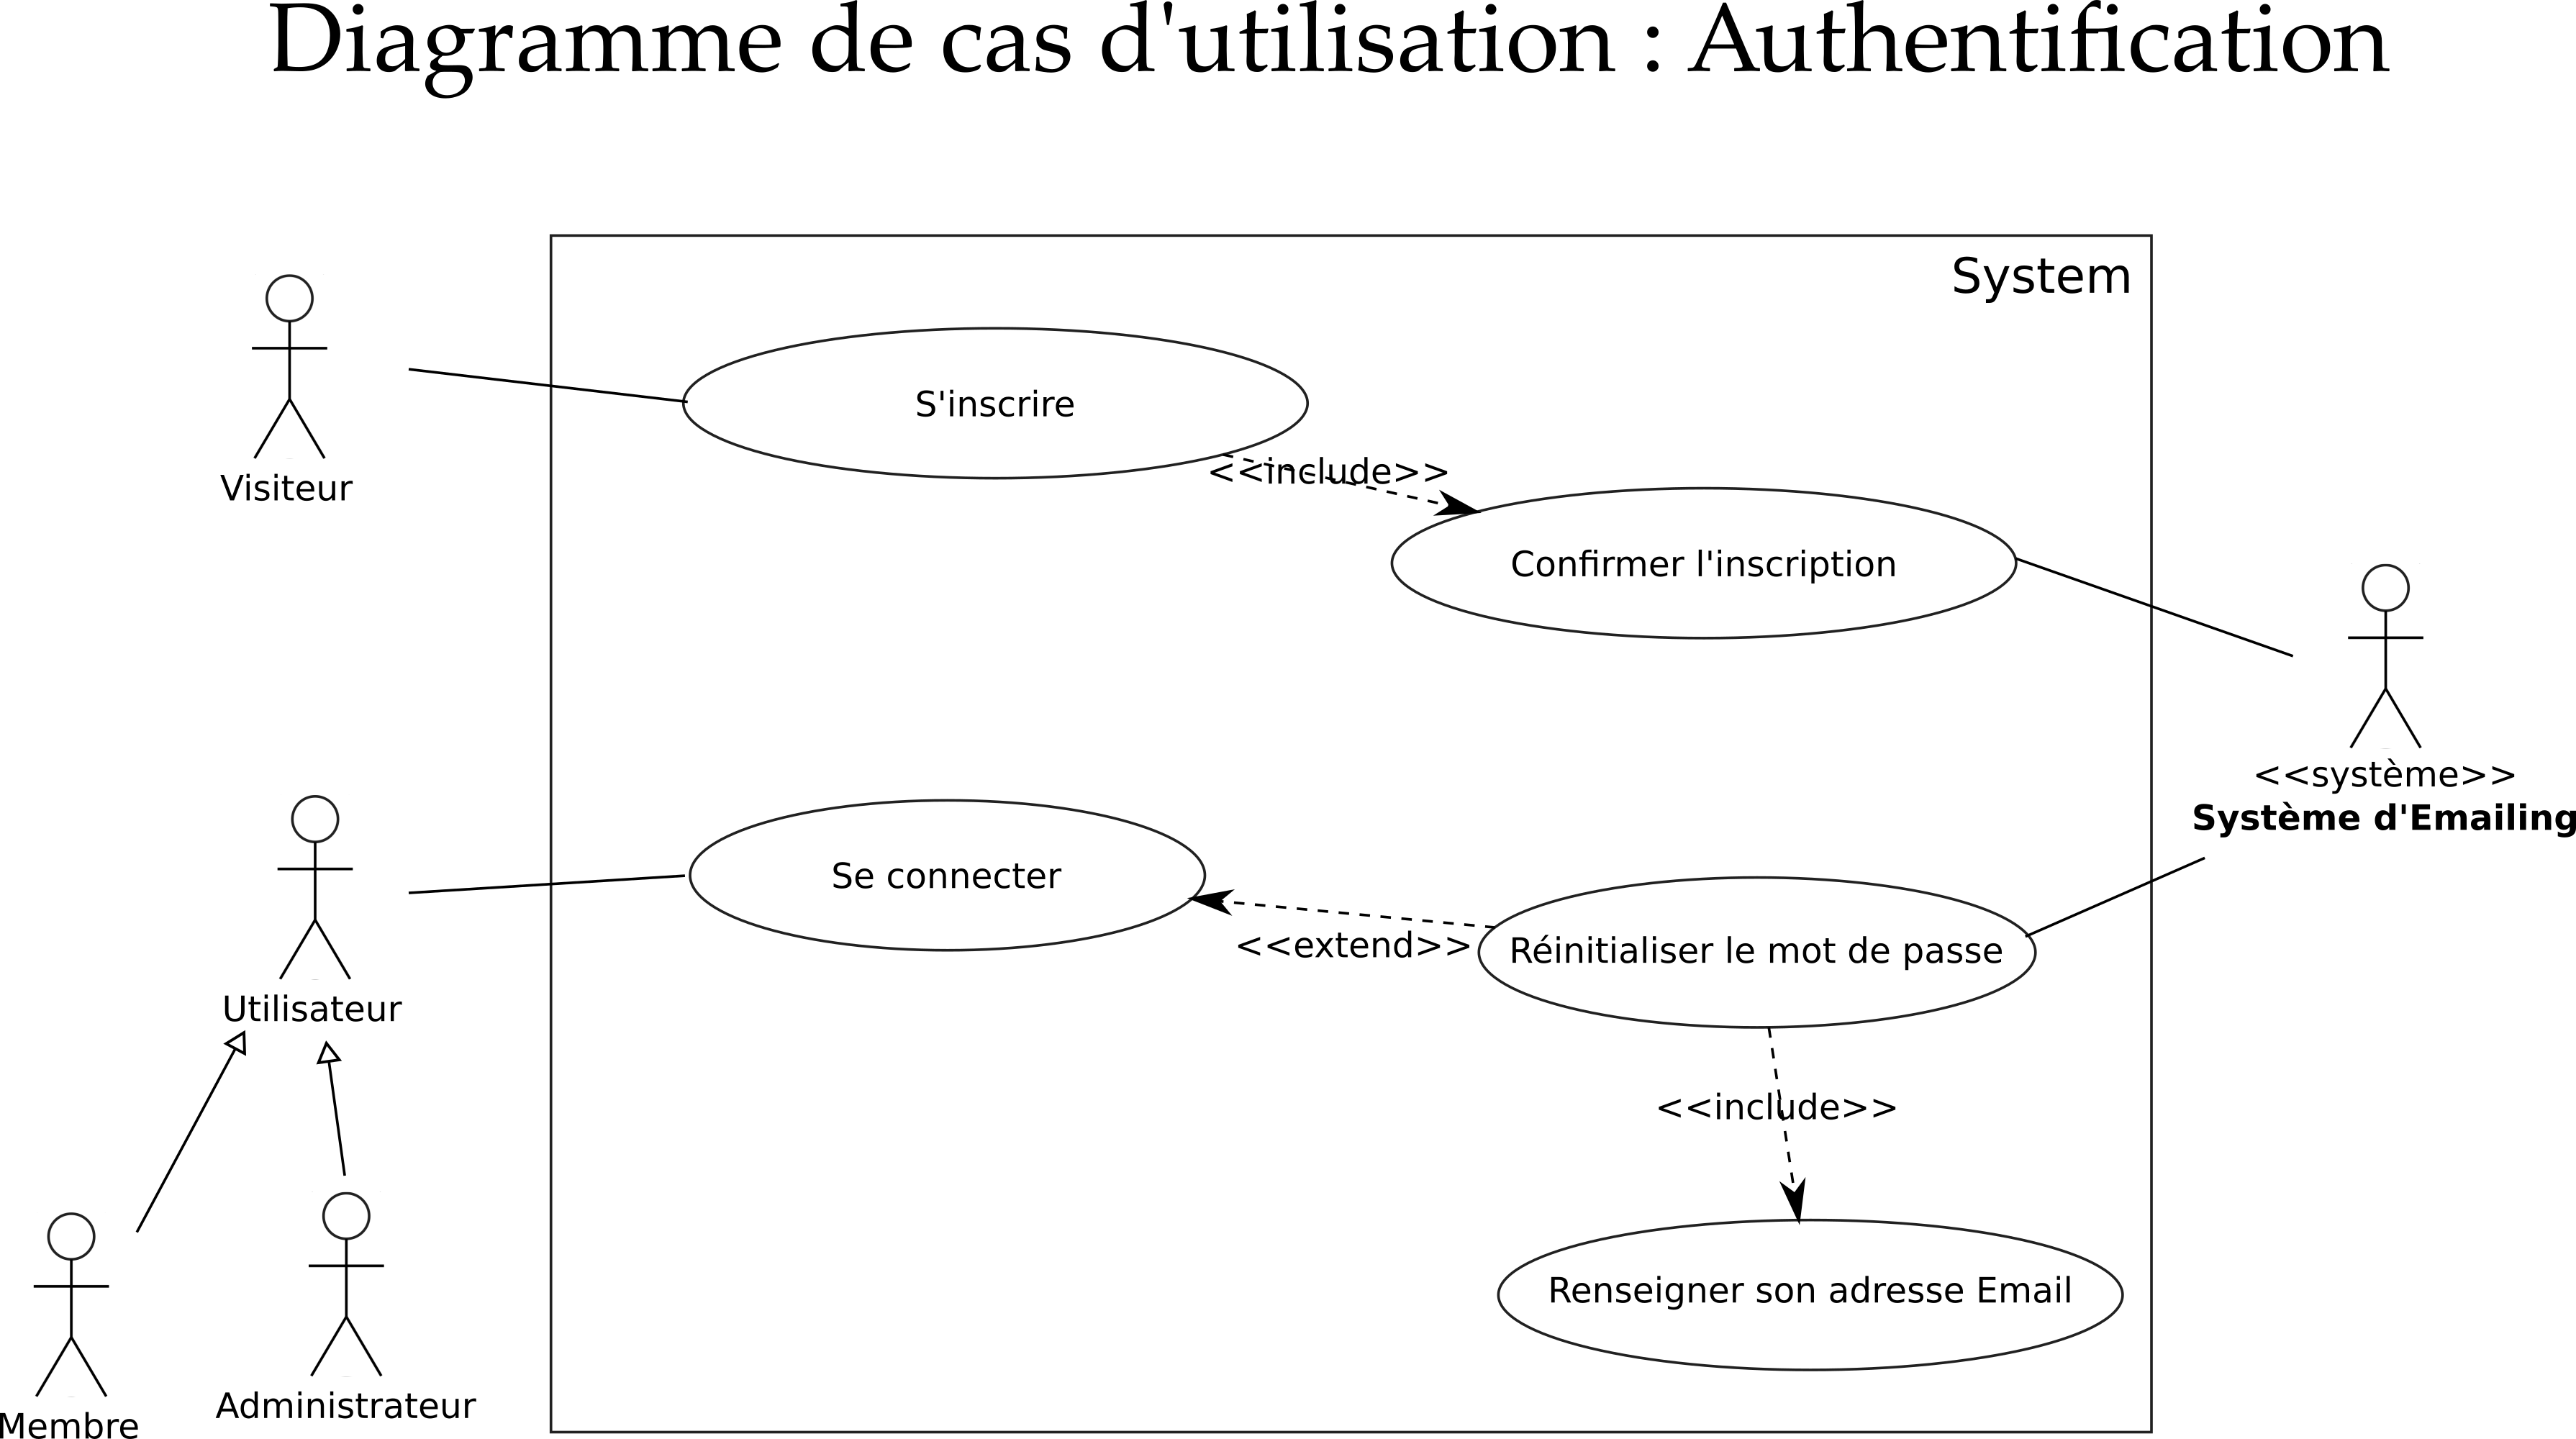 Diagramme de cas d'utilisation : Authentification
System
S'inscrire
<<include>>
Visiteur
Confirmer l'inscription
<<système>>
Système d'Emailing
Se connecter
<<extend>>
Réinitialiser le mot de passe
Utilisateur
<<include>>
Renseigner son adresse Email
Administrateur
Membre